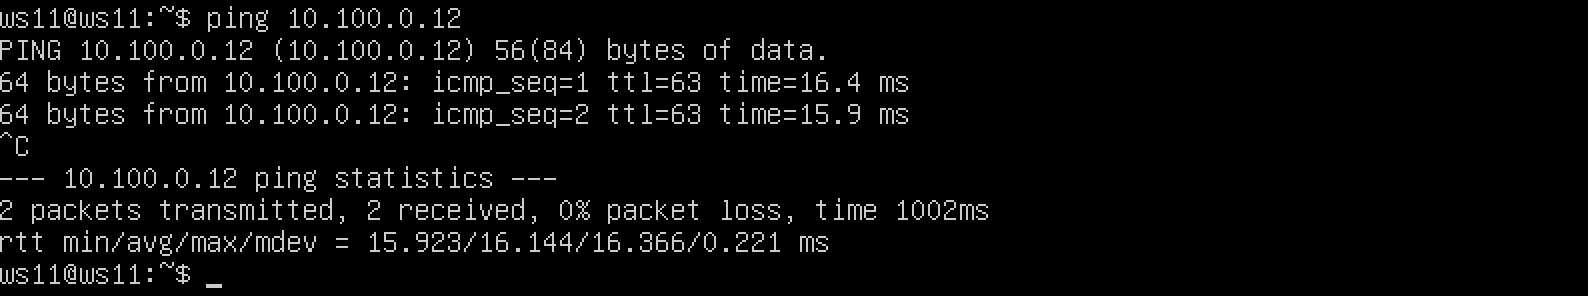 ws11@ws11:~$ ping 10.100.0.12
PING 10.100.0.12 (10.100.0.12) 56(84) bytes of data.
64 bytes from 10.100.0.12: icmp_seq=1 ttl=63 time=16.4 ms
64 bytes from 10.100.0.12: icmp_seq=2 ttl=63 time=15.9 ms
^C
--- 10.100.0.12 ping statistics ---
2 packets transmitted, 2 received, 0% packet loss, time 1002ms
rtt min/avg/max/mdev = 15.923/16.144/16.366/0.221 ms
ws11@ws11:~$ _